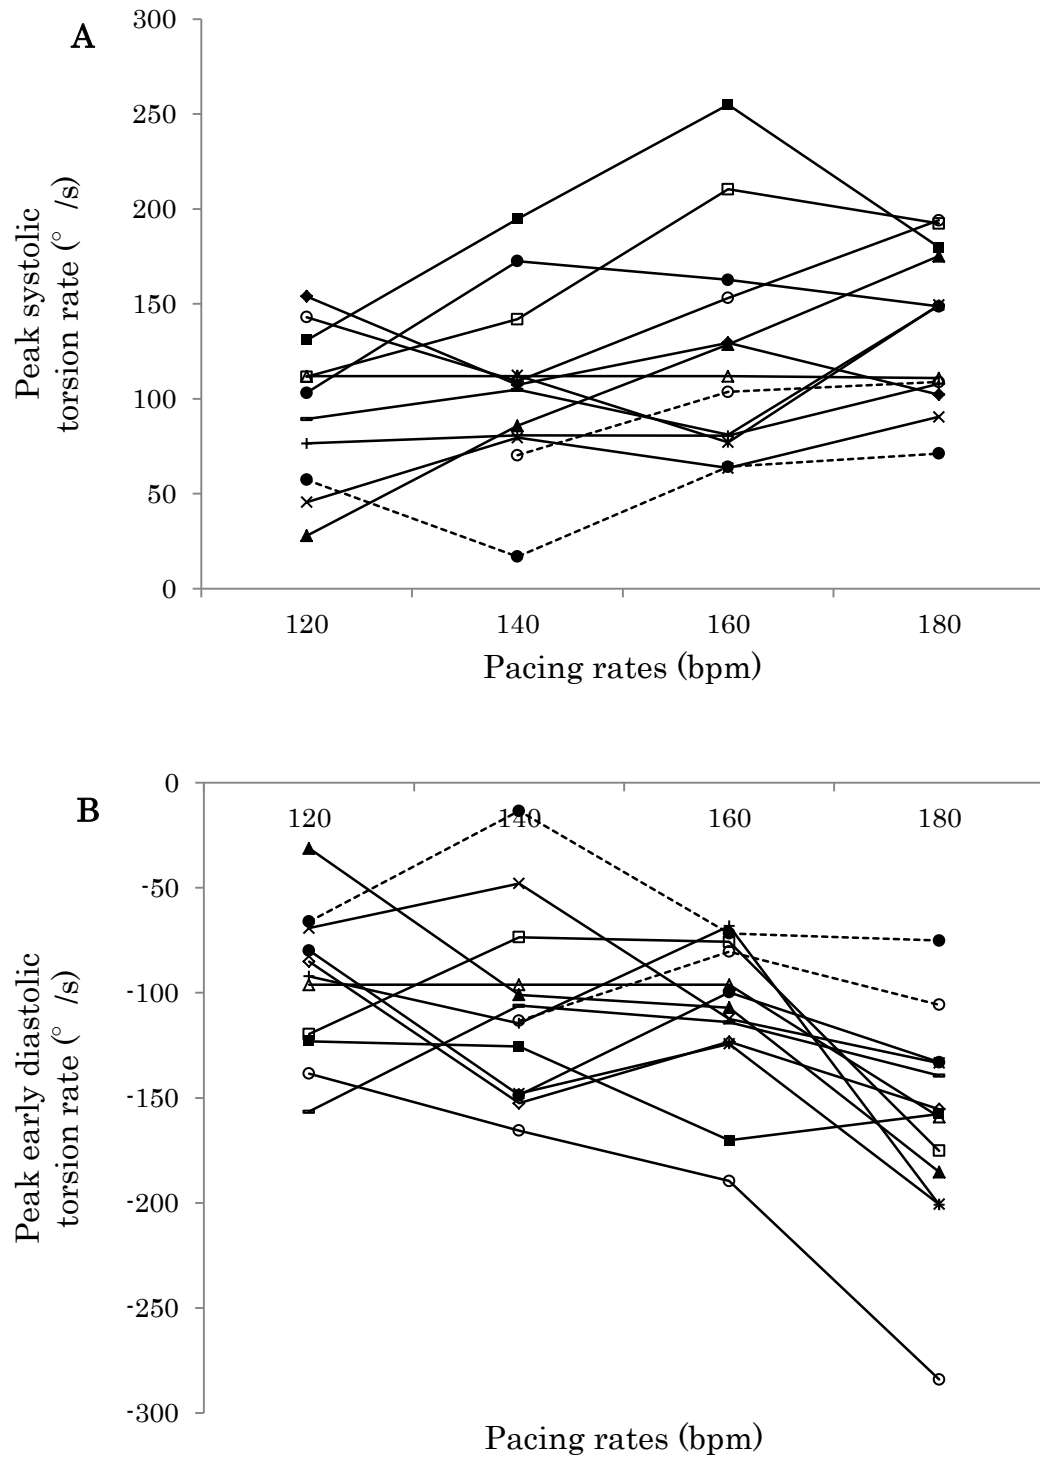 A
300
250
200
150
100
50
0
Peak systolic
torsion rate (° /s)
120 140 160 180
Pacing rates (bpm)
B
0
-50
-100
-150
-200
-250
-300
120 140 160 180
Peak early diastolic
torsion rate (° /s)
Pacing rates (bpm)